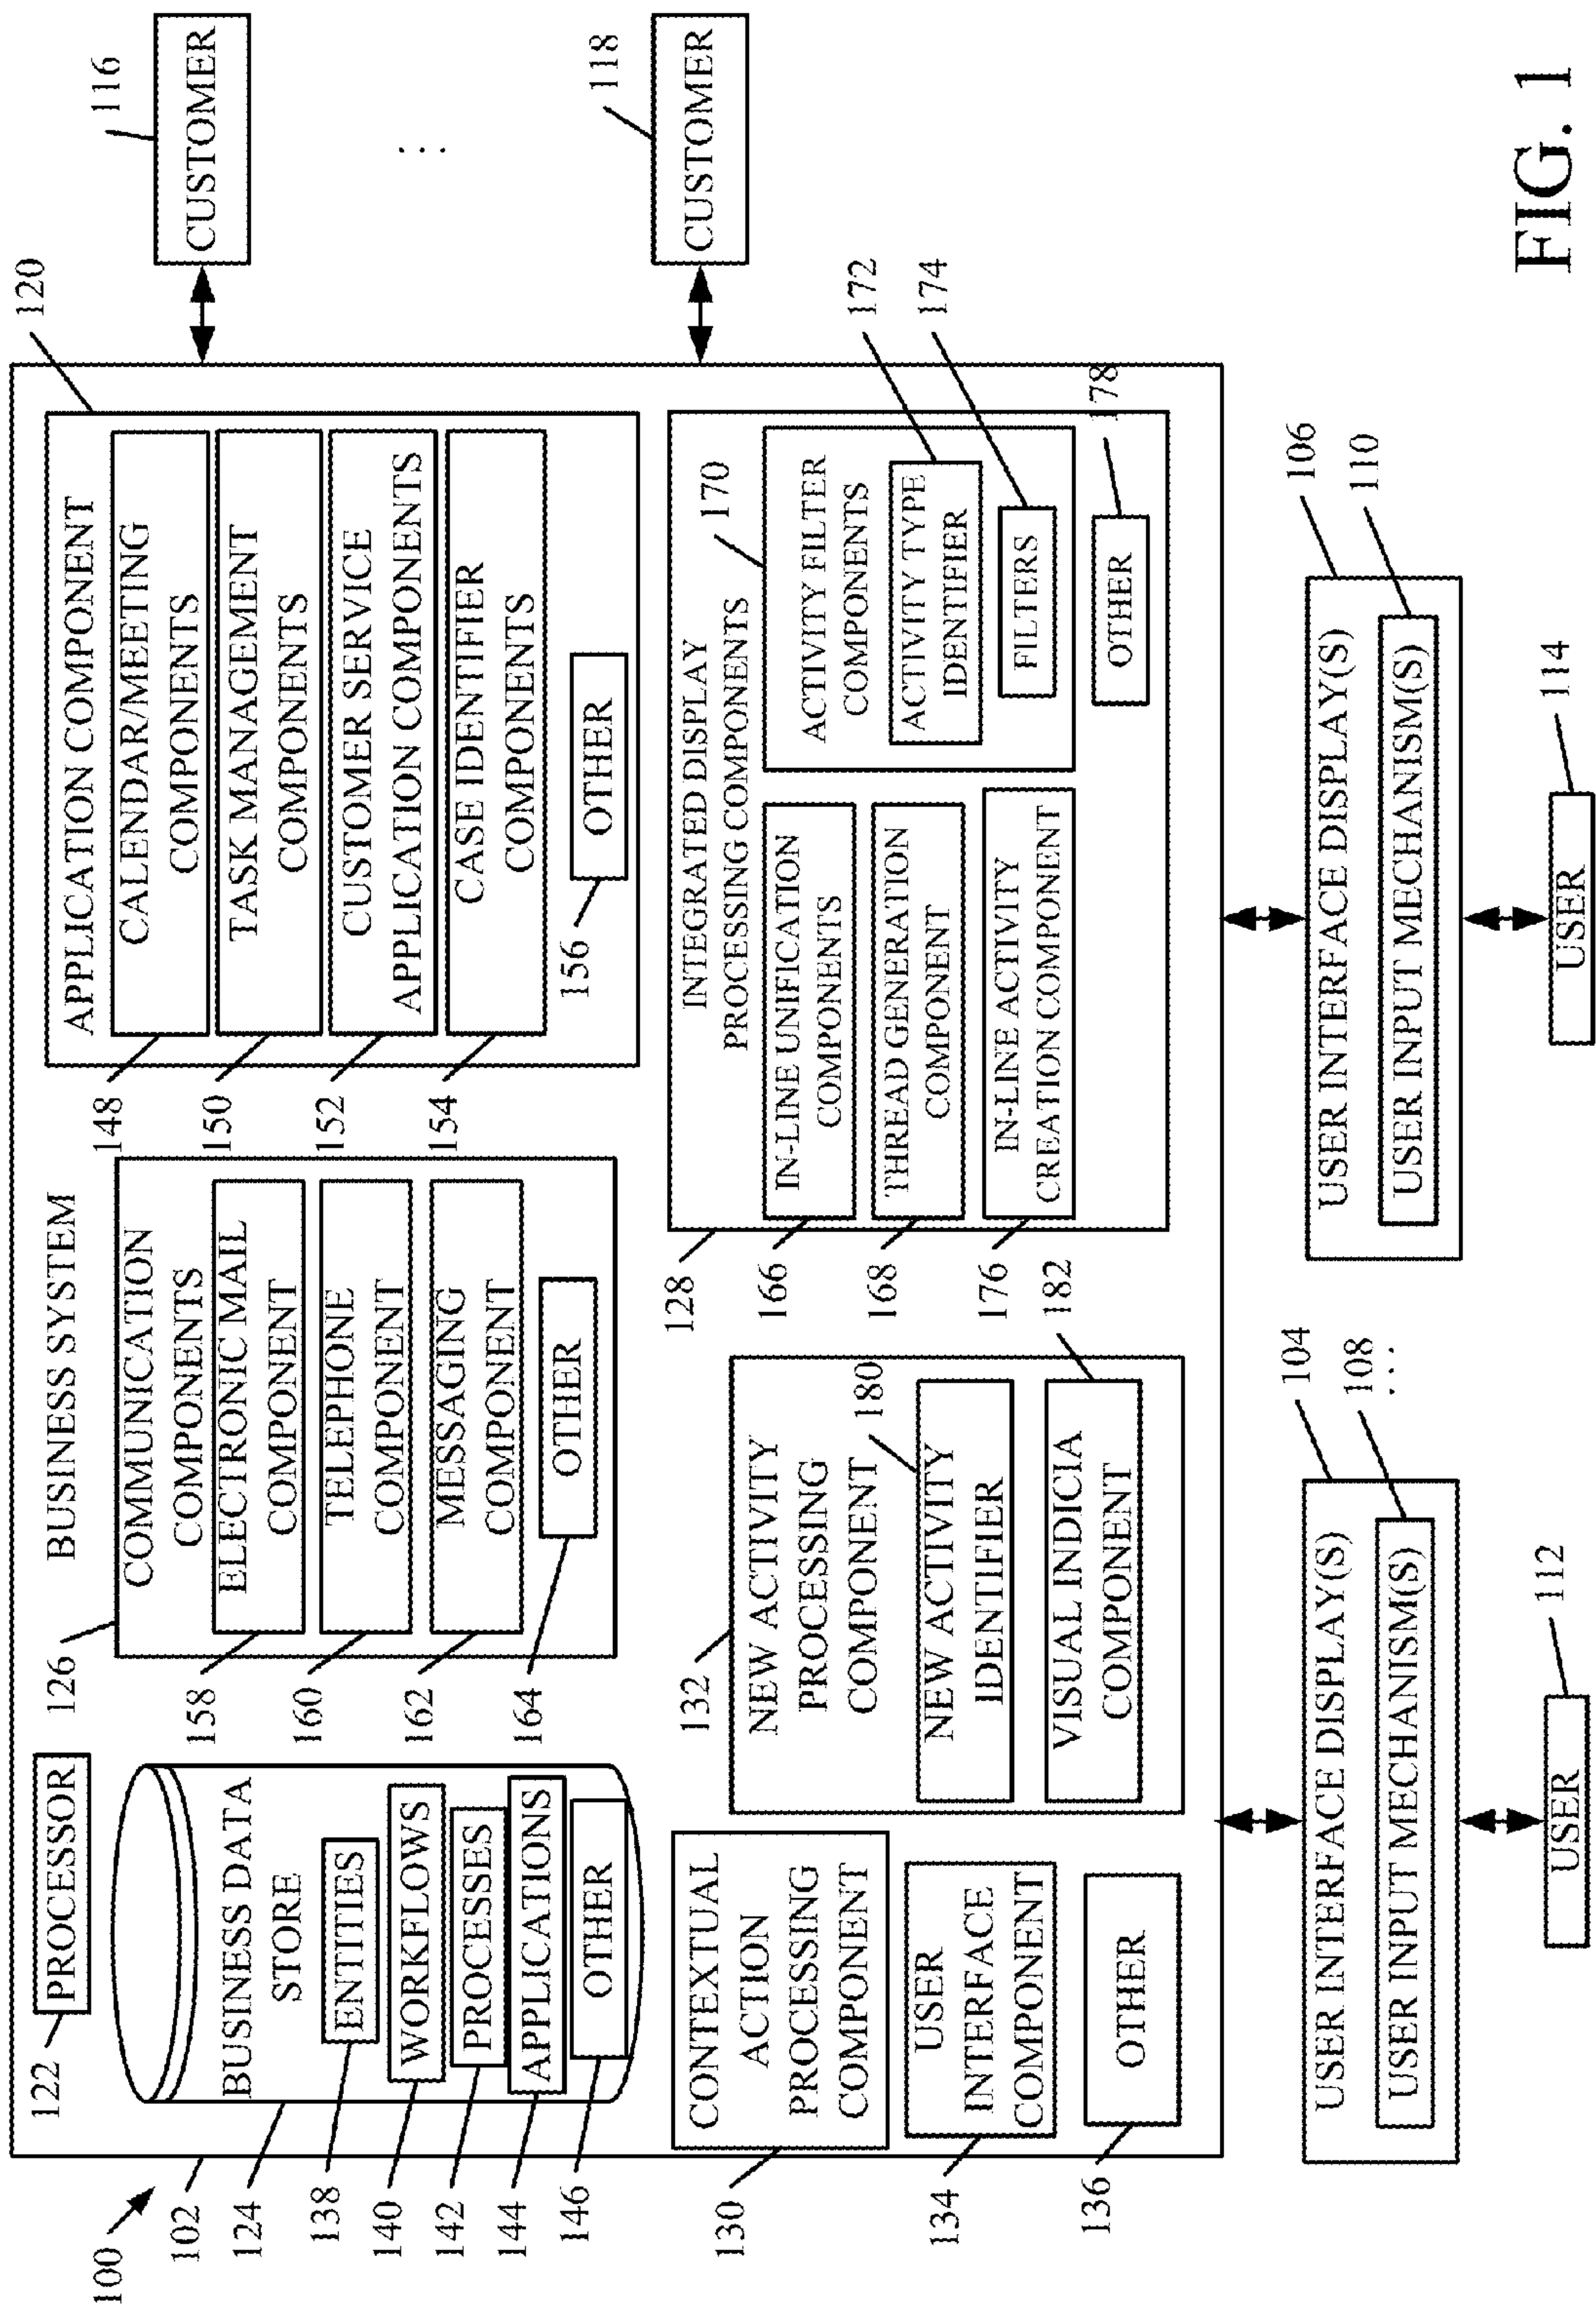 100
102
BUSINESS SYSTEM
122
PROCESSOR
124
BUSINESS DATA
STORE
138
ENTITIES
140
WORKFLOWS
142
PROCESSES
144
APPLICATIONS
146
OTHER
126
COMMUNICATION
COMPONENTS
158
ELECTRONIC MAIL
COMPONENT
160
TELEPHONE
COMPONENT
162
MESSAGING
COMPONENT
164
OTHER
120
APPLICATION COMPONENT
148
CALENDAR/MEETING
COMPONENTS
150
TASK MANAGEMENT
COMPONENTS
152
CUSTOMER SERVICE
APPLICATION COMPONENTS
154
CASE IDENTIFIER
COMPONENTS
156
OTHER
116
CUSTOMER
...
118
CUSTOMER
130
CONTEXTUAL
ACTION
PROCESSING
COMPONENT
134
USER
INTERFACE
COMPONENT
136
OTHER
132
NEW ACTIVITY
PROCESSING
COMPONENT
180
NEW ACTIVITY
IDENTIFIER
182
VISUAL INDICIA
COMPONENT
128
INTEGRATED DISPLAY
PROCESSING COMPONENTS
166
IN-LINE UNIFICATION
COMPONENTS
168
THREAD GENERATION
COMPONENT
176
IN-LINE ACTIVITY
CREATION COMPONENT
170
ACTIVITY FILTER
COMPONENTS
172
ACTIVITY TYPE
IDENTIFIER
174
FILTERS
178
OTHER
104
USER INTERFACE DISPLAY(S)
108
USER INPUT MECHANISM(S)
...
112
USER
106
USER INTERFACE DISPLAY(S)
110
USER INPUT MECHANISM(S)
114
USER
FIG. 1